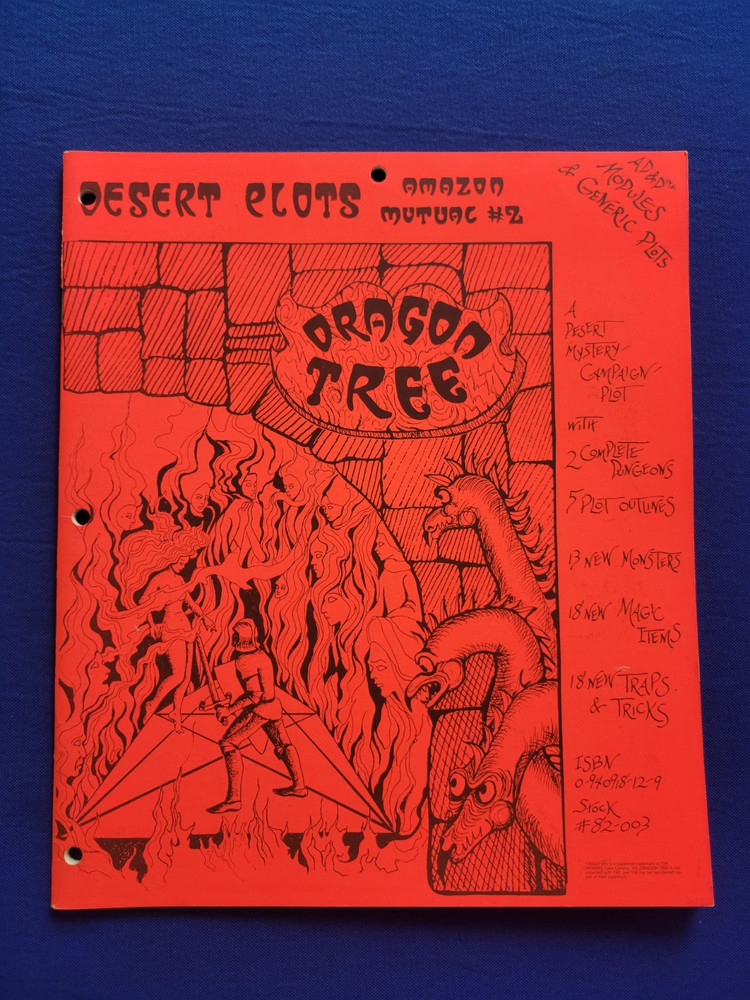 DESERT PLOTS
AMAZON
MUTUAL #2
AD&D™
MODULES
& GENERIC PLOTS
DRAGON
TREE
A
DESERT
MYSTERY
CAMPAIGN
PLOT
WITH
2 COMPLETE
DUNGEONS
5 PLOT OUTLINES
13 NEW MONSTERS
18 NEW MAGIC
ITEMS
18 NEW TRAPS
& TRICKS
ISBN
0-940918-12-9
STOCK
#82-003